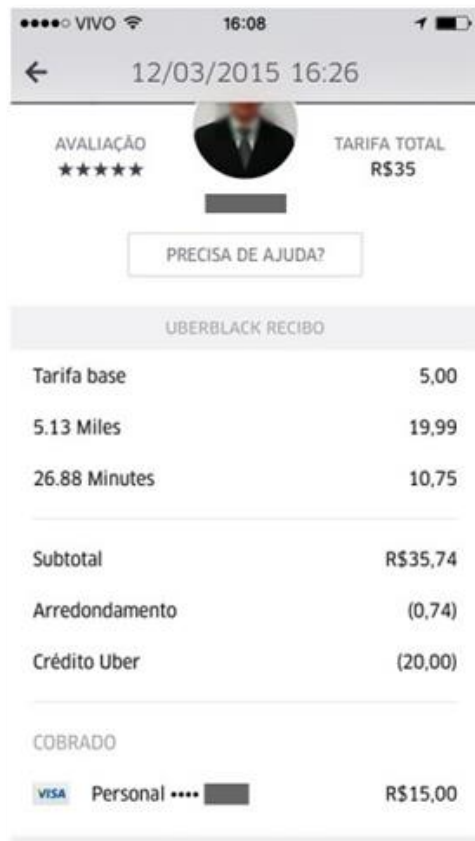 VIVO 16:08
12/03/2015 16:26
AVALIAÇÃO
TARIFA TOTAL
R$35
PRECISA DE AJUDA?
UBERBLACK RECIBO
Tarifa base 5,00
5.13 Miles 19,99
26.88 Minutes 10,75
Subtotal R$35,74
Arredondamento (0,74)
Crédito Uber (20,00)
COBRADO
VISA Personal •••• R$15,00